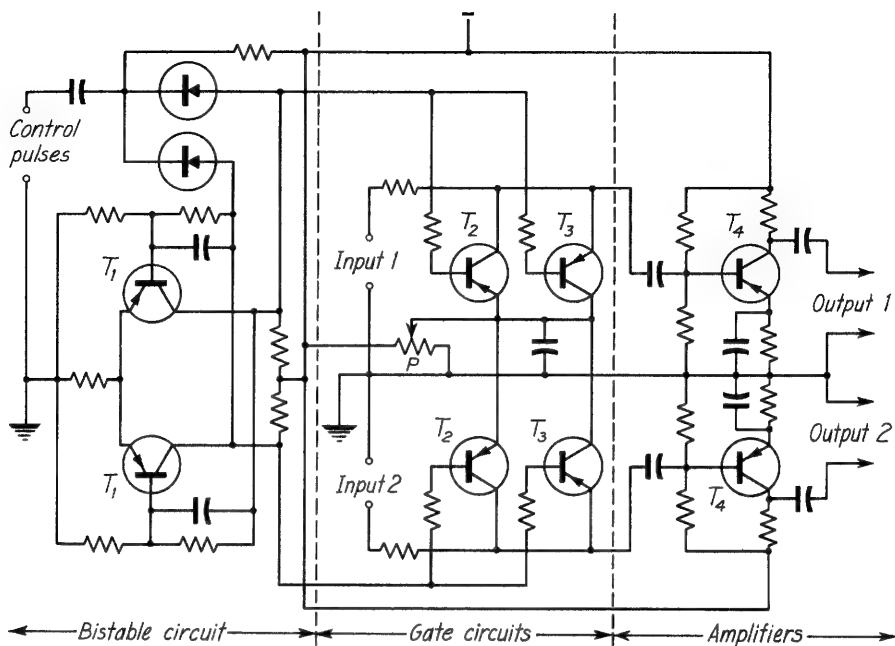 –
Control
pulses
T₁
T₁
Input 1
Input 2
T₂
T₃
P
T₂
T₃
T₄
T₄
Output 1
Output 2
Bistable circuit
Gate circuits
Amplifiers